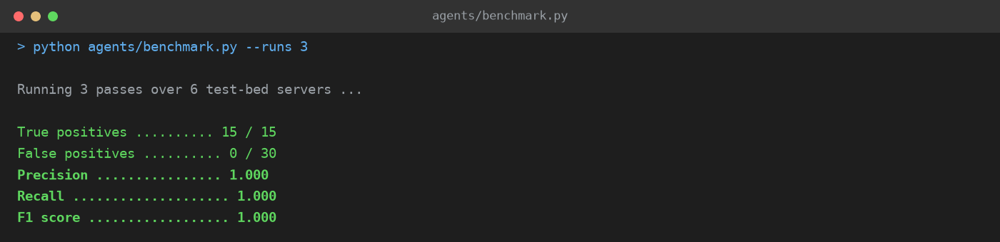 agents/benchmark.py
> python agents/benchmark.py --runs 3
Running 3 passes over 6 test-bed servers ...
True positives .......... 15 / 15
False positives .......... 0 / 30
Precision ................ 1.000
Recall .................... 1.000
F1 score .................. 1.000